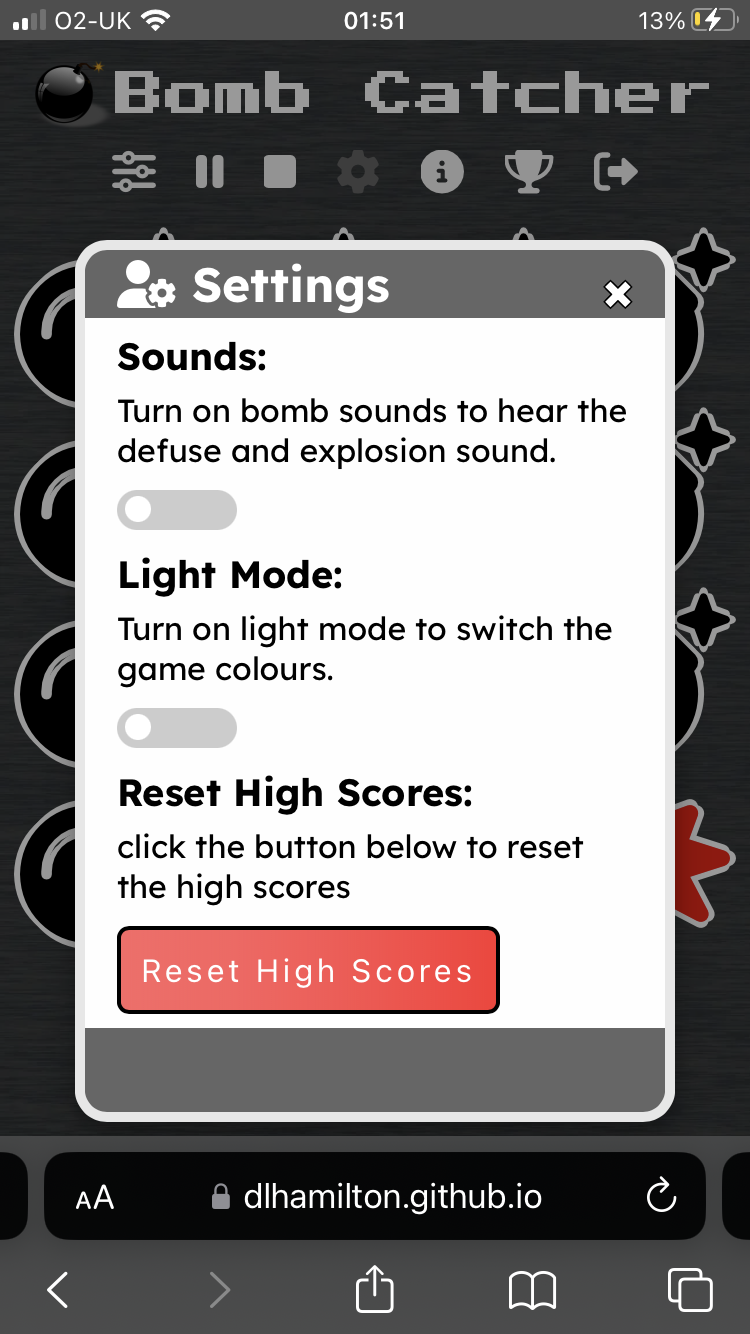 O2-UK 01:51 13%
Bomb Catcher
Settings
Sounds:
Turn on bomb sounds to hear the
defuse and explosion sound.
Light Mode:
Turn on light mode to switch the
game colours.
Reset High Scores:
click the button below to reset
the high scores
Reset High Scores
AA dlhamilton.github.io